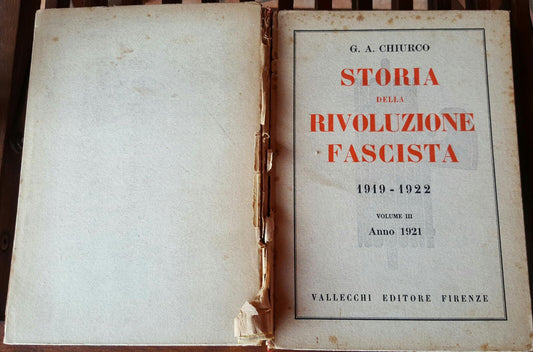 G. A. CHIURCO
STORIA
DELLA
RIVOLUZIONE
FASCISTA
1919 - 1922
VOLUME III
Anno 1921
VALLECCHI EDITORE FIRENZE